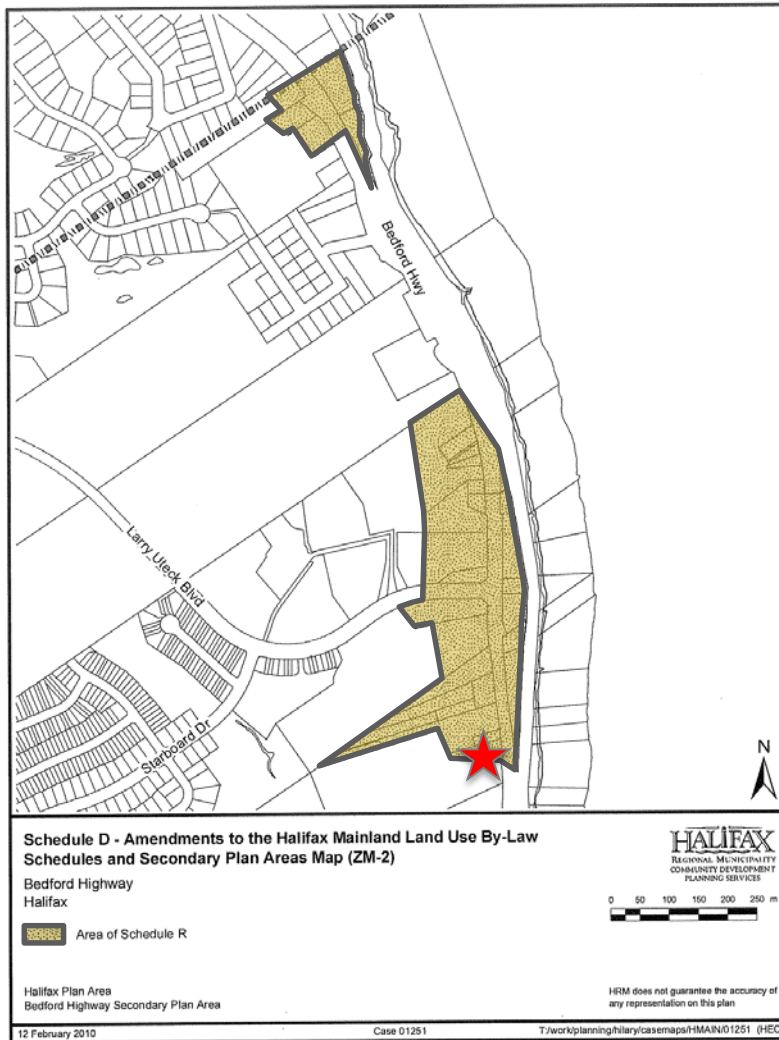 Bedford Hwy
Larry Uteck Blvd
Starboard Dr
N
Schedule D - Amendments to the Halifax Mainland Land Use By-Law
Schedules and Secondary Plan Areas Map (ZM-2)
Bedford Highway
Halifax
Area of Schedule R
HALIFAX
REGIONAL MUNICIPALITY
COMMUNITY DEVELOPMENT
PLANNING SERVICES
0 50 100 150 200 250 m
Halifax Plan Area
Bedford Highway Secondary Plan Area
HRM does not guarantee the accuracy of
any representation on this plan
12 February 2010 Case 01251 T:/work/planning/hilary/casemaps/HMAIN/01251 (HEC